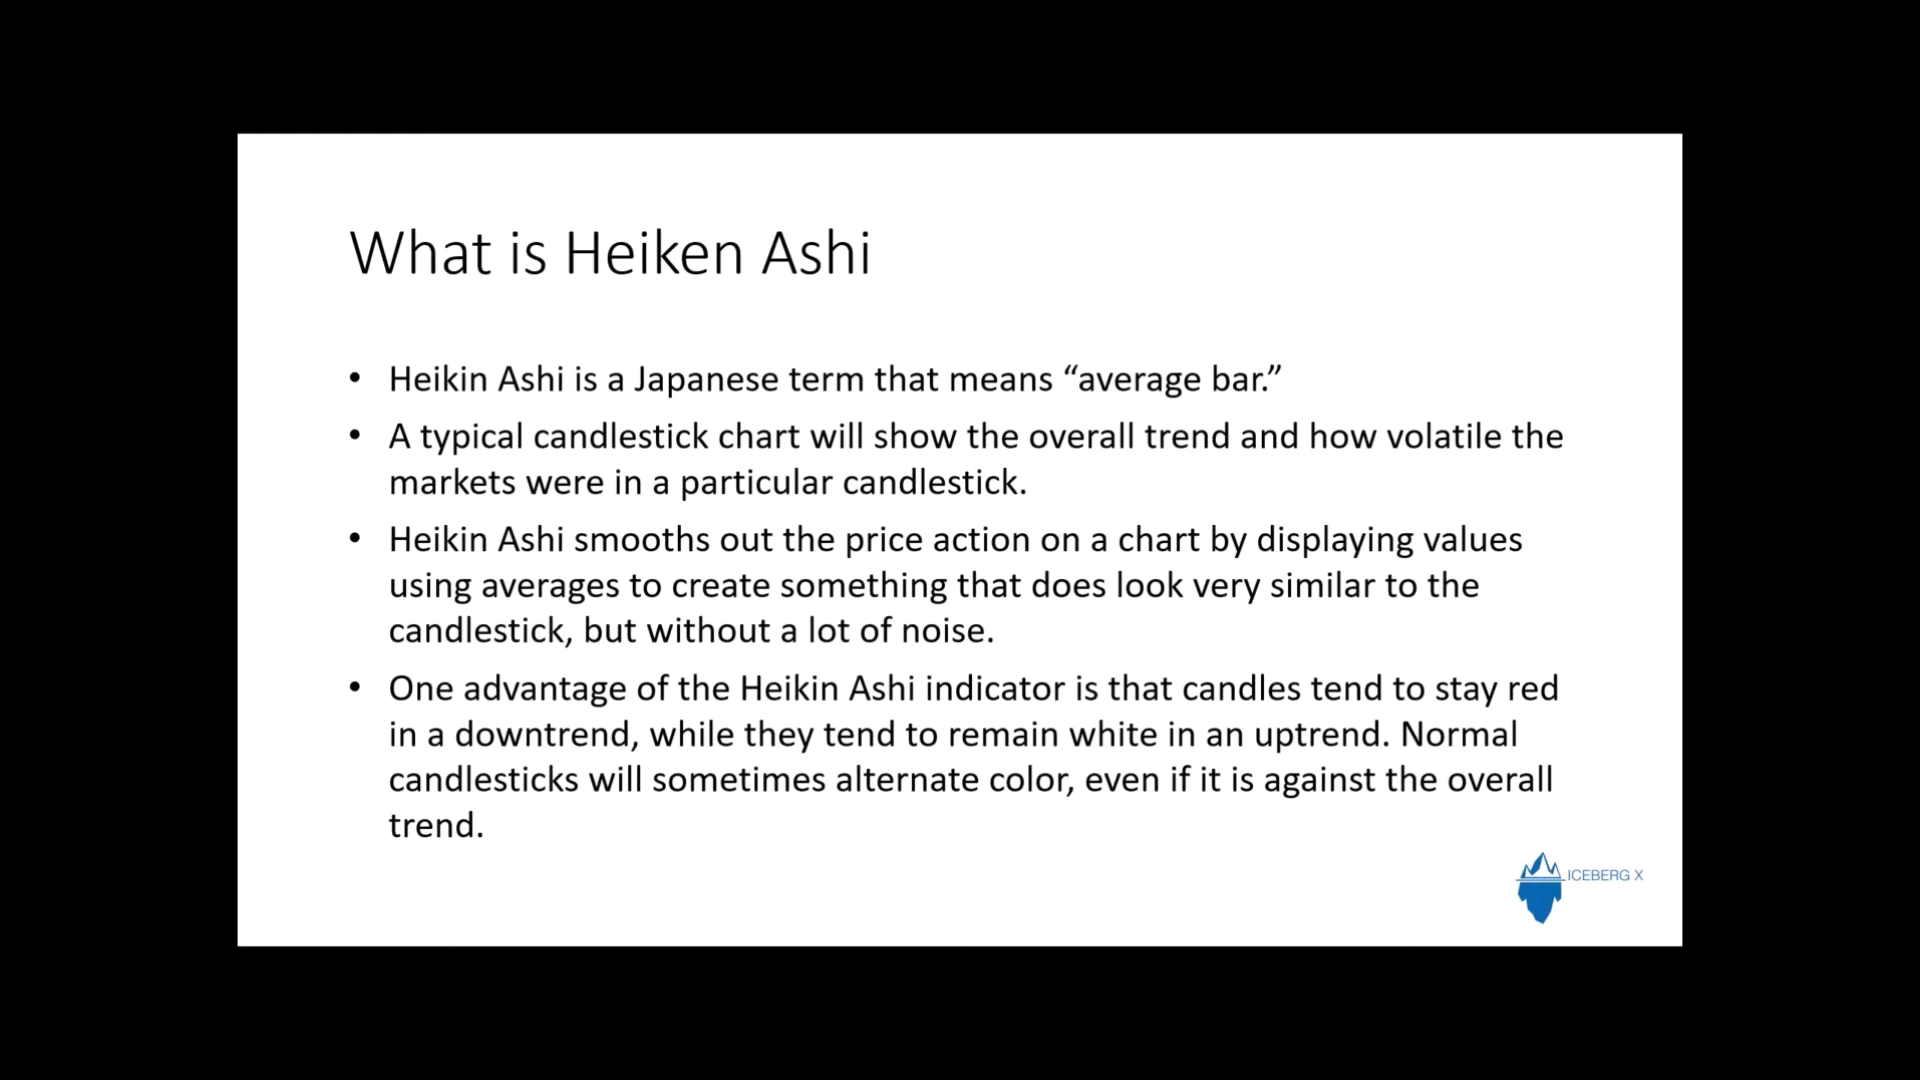 What is Heiken Ashi
• Heikin Ashi is a Japanese term that means “average bar.”
• A typical candlestick chart will show the overall trend and how volatile the
markets were in a particular candlestick.
• Heikin Ashi smooths out the price action on a chart by displaying values
using averages to create something that does look very similar to the
candlestick, but without a lot of noise.
• One advantage of the Heikin Ashi indicator is that candles tend to stay red
in a downtrend, while they tend to remain white in an uptrend. Normal
candlesticks will sometimes alternate color, even if it is against the overall
trend.
ICEBERG X